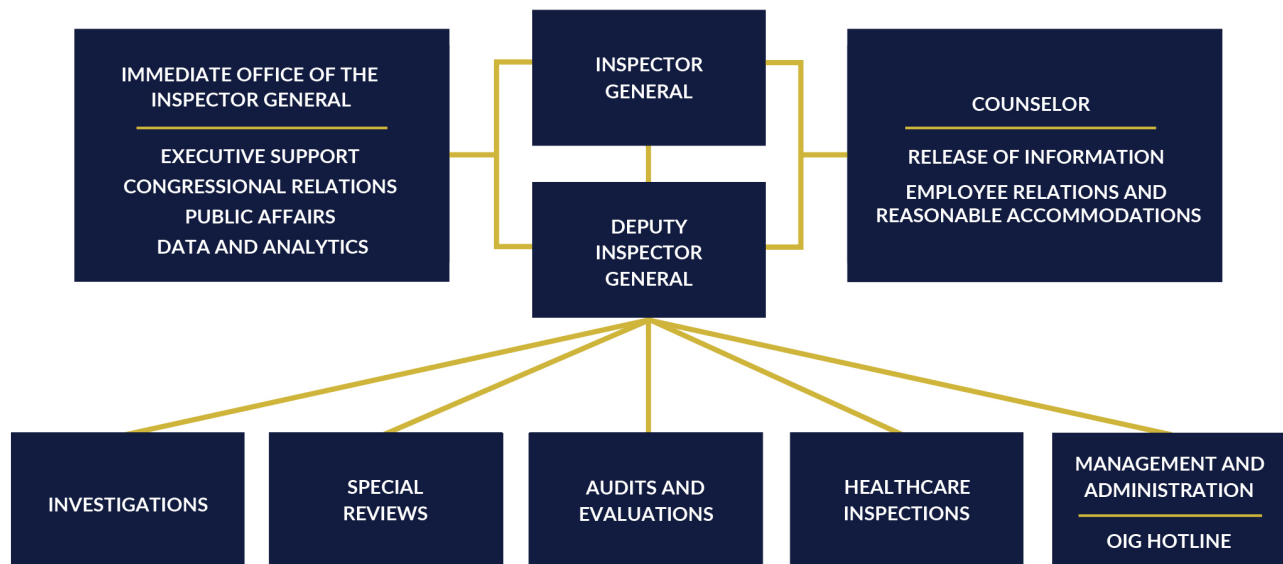 IMMEDIATE OFFICE OF THE
INSPECTOR GENERAL
EXECUTIVE SUPPORT
CONGRESSIONAL RELATIONS
PUBLIC AFFAIRS
DATA AND ANALYTICS
INSPECTOR
GENERAL
COUNSELOR
RELEASE OF INFORMATION
EMPLOYEE RELATIONS AND
REASONABLE ACCOMMODATIONS
DEPUTY
INSPECTOR
GENERAL
INVESTIGATIONS
SPECIAL
REVIEWS
AUDITS AND
EVALUATIONS
HEALTHCARE
INSPECTIONS
MANAGEMENT AND
ADMINISTRATION
OIG HOTLINE